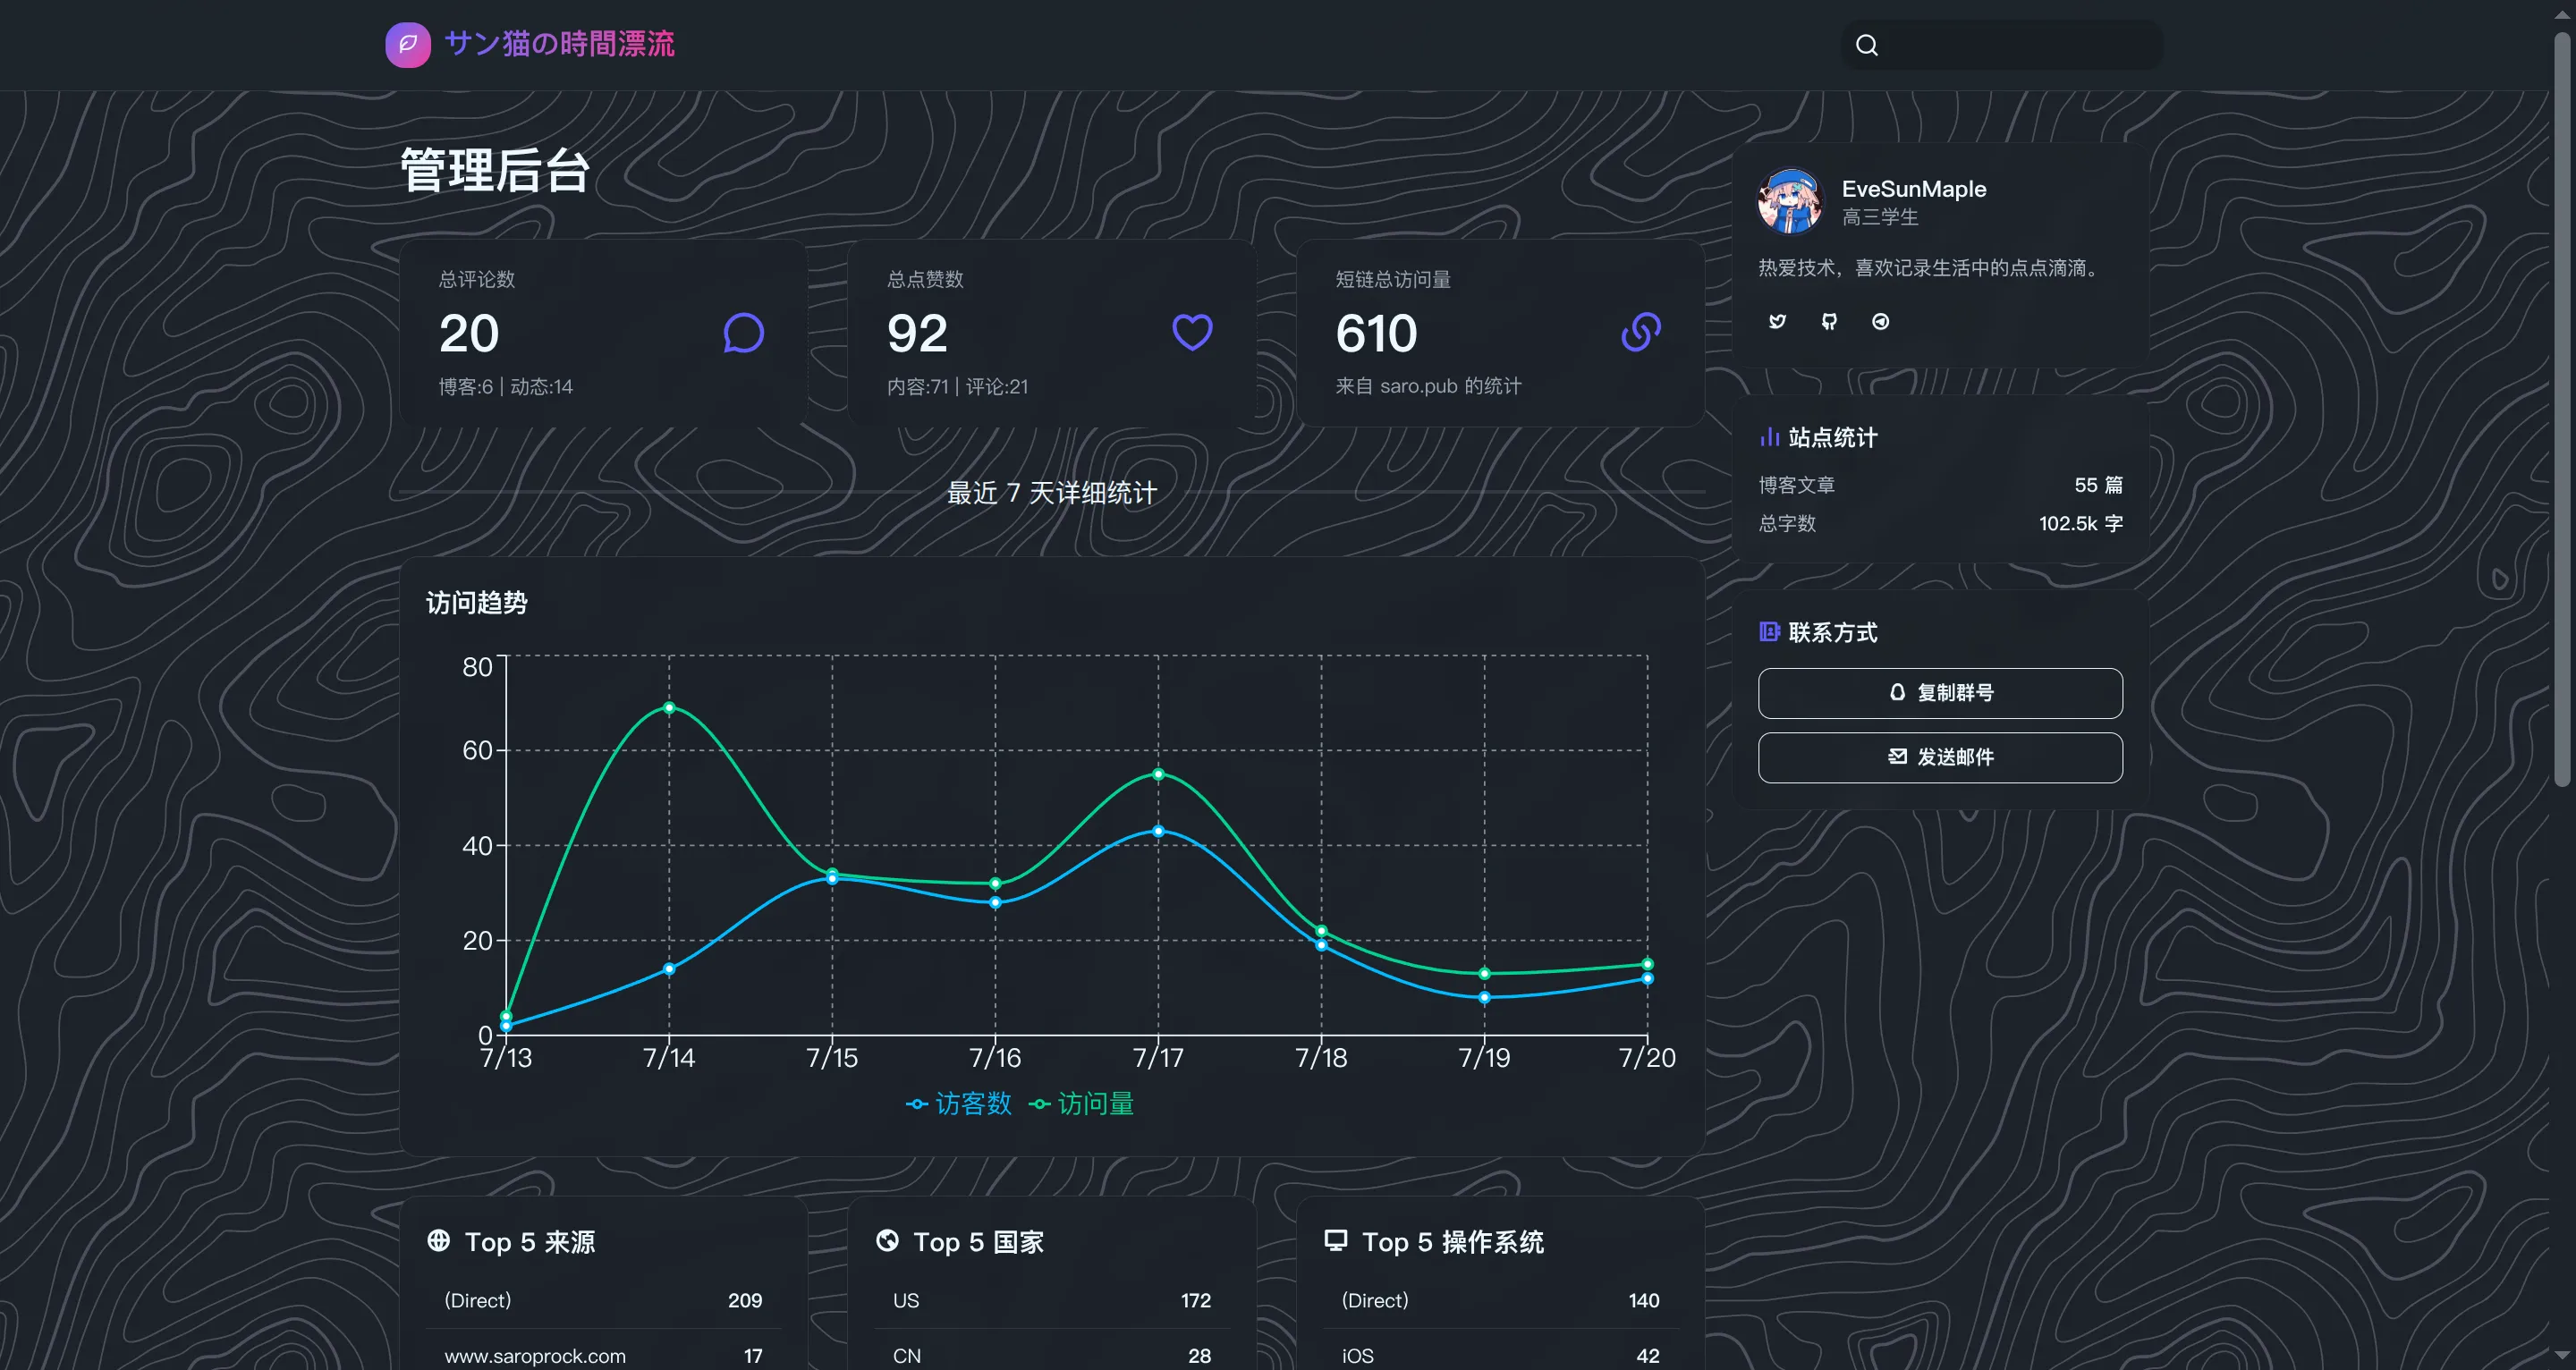 サン猫の時間漂流
管理后台
总评论数
20
博客:6 | 动态:14
总点赞数
92
内容:71 | 评论:21
短链总访问量
610
来自 saro.pub 的统计
最近 7 天详细统计
访问趋势
80
60
40
20
0
7/13 7/14 7/15 7/16 7/17 7/18 7/19 7/20
访客数 访问量
Top 5 来源
(Direct) 209
www.saroprock.com 17
Top 5 国家
US 172
CN 28
Top 5 操作系统
(Direct) 140
iOS 42
EveSunMaple
高三学生
热爱技术，喜欢记录生活中的点点滴滴。
站点统计
博客文章 55 篇
总字数 102.5k 字
联系方式
复制群号
发送邮件